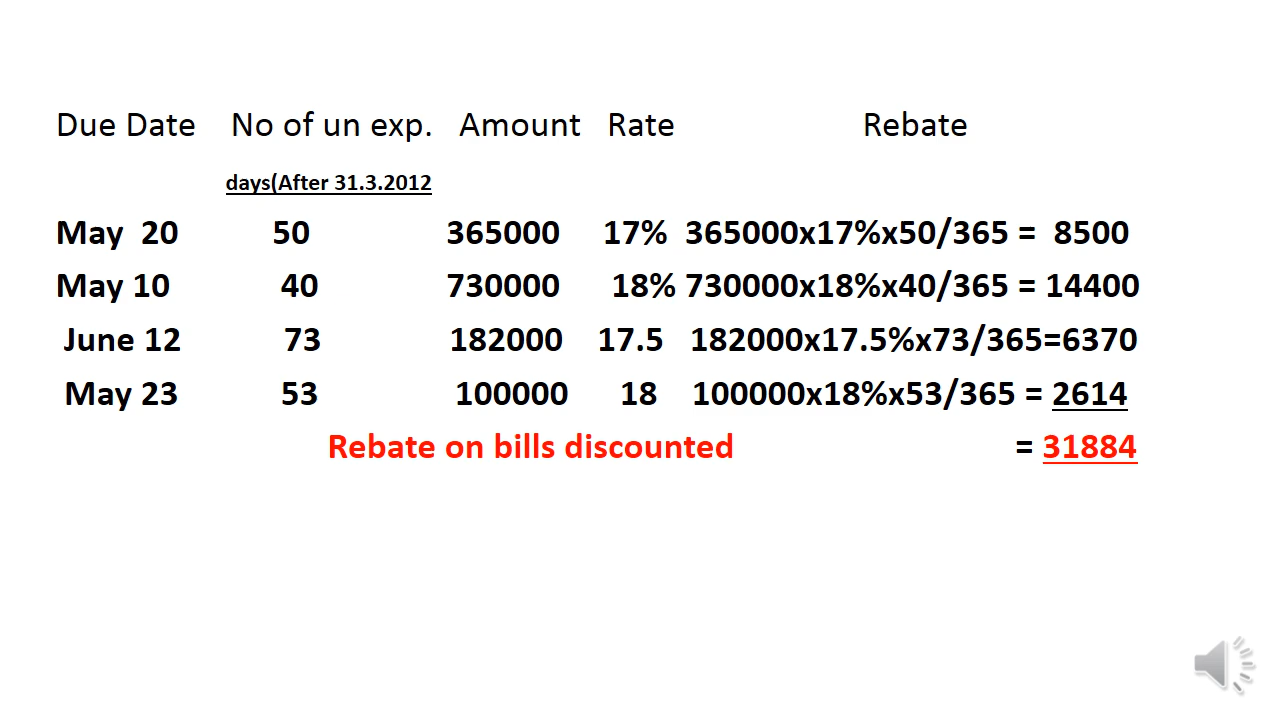 Due Date No of un exp. Amount Rate Rebate
days(After 31.3.2012
May 20 50 365000 17% 365000x17%x50/365 = 8500
May 10 40 730000 18% 730000x18%x40/365 = 14400
June 12 73 182000 17.5 182000x17.5%x73/365=6370
May 23 53 100000 18 100000x18%x53/365 = 2614
Rebate on bills discounted = 31884